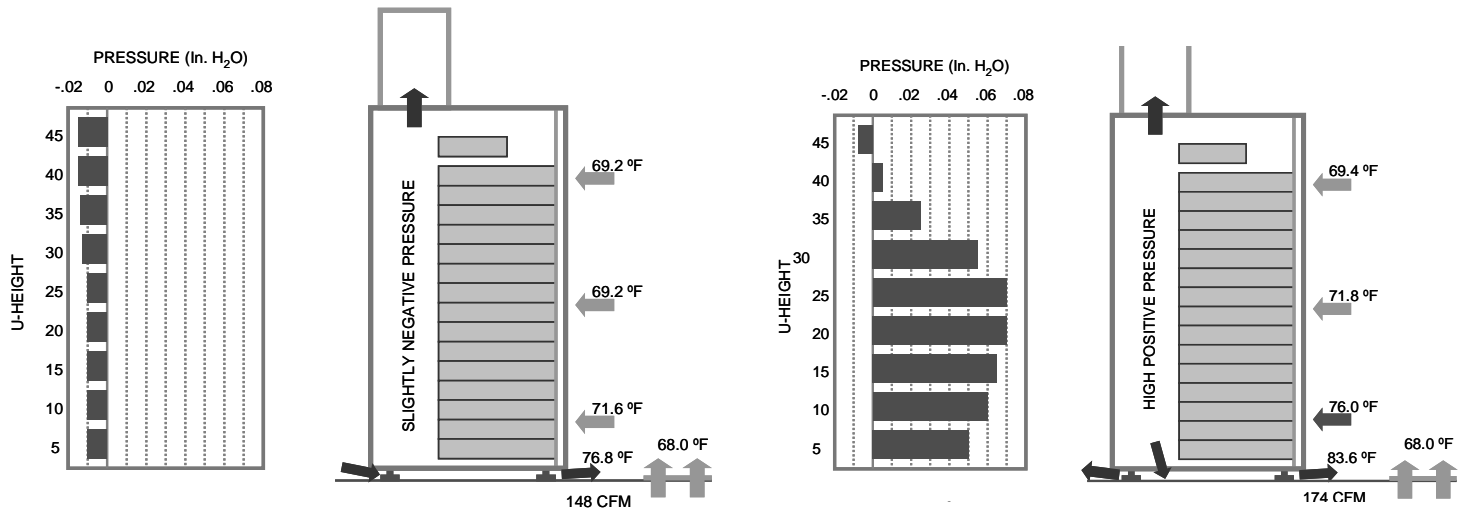 PRESSURE (In. H2O)
-.02 0 .02 .04 .06 .08
U-HEIGHT
45
40
35
30
25
20
15
10
5
SLIGHTLY NEGATIVE PRESSURE
69.2 ºF
69.2 ºF
71.6 ºF
68.0 ºF
76.8 ºF
148 CFM
PRESSURE (In. H2O)
-.02 0 .02 .04 .06 .08
U-HEIGHT
45
40
35
30
25
20
15
10
5
HIGH POSITIVE PRESSURE
69.4 ºF
71.8 ºF
76.0 ºF
68.0 ºF
83.6 ºF
174 CFM